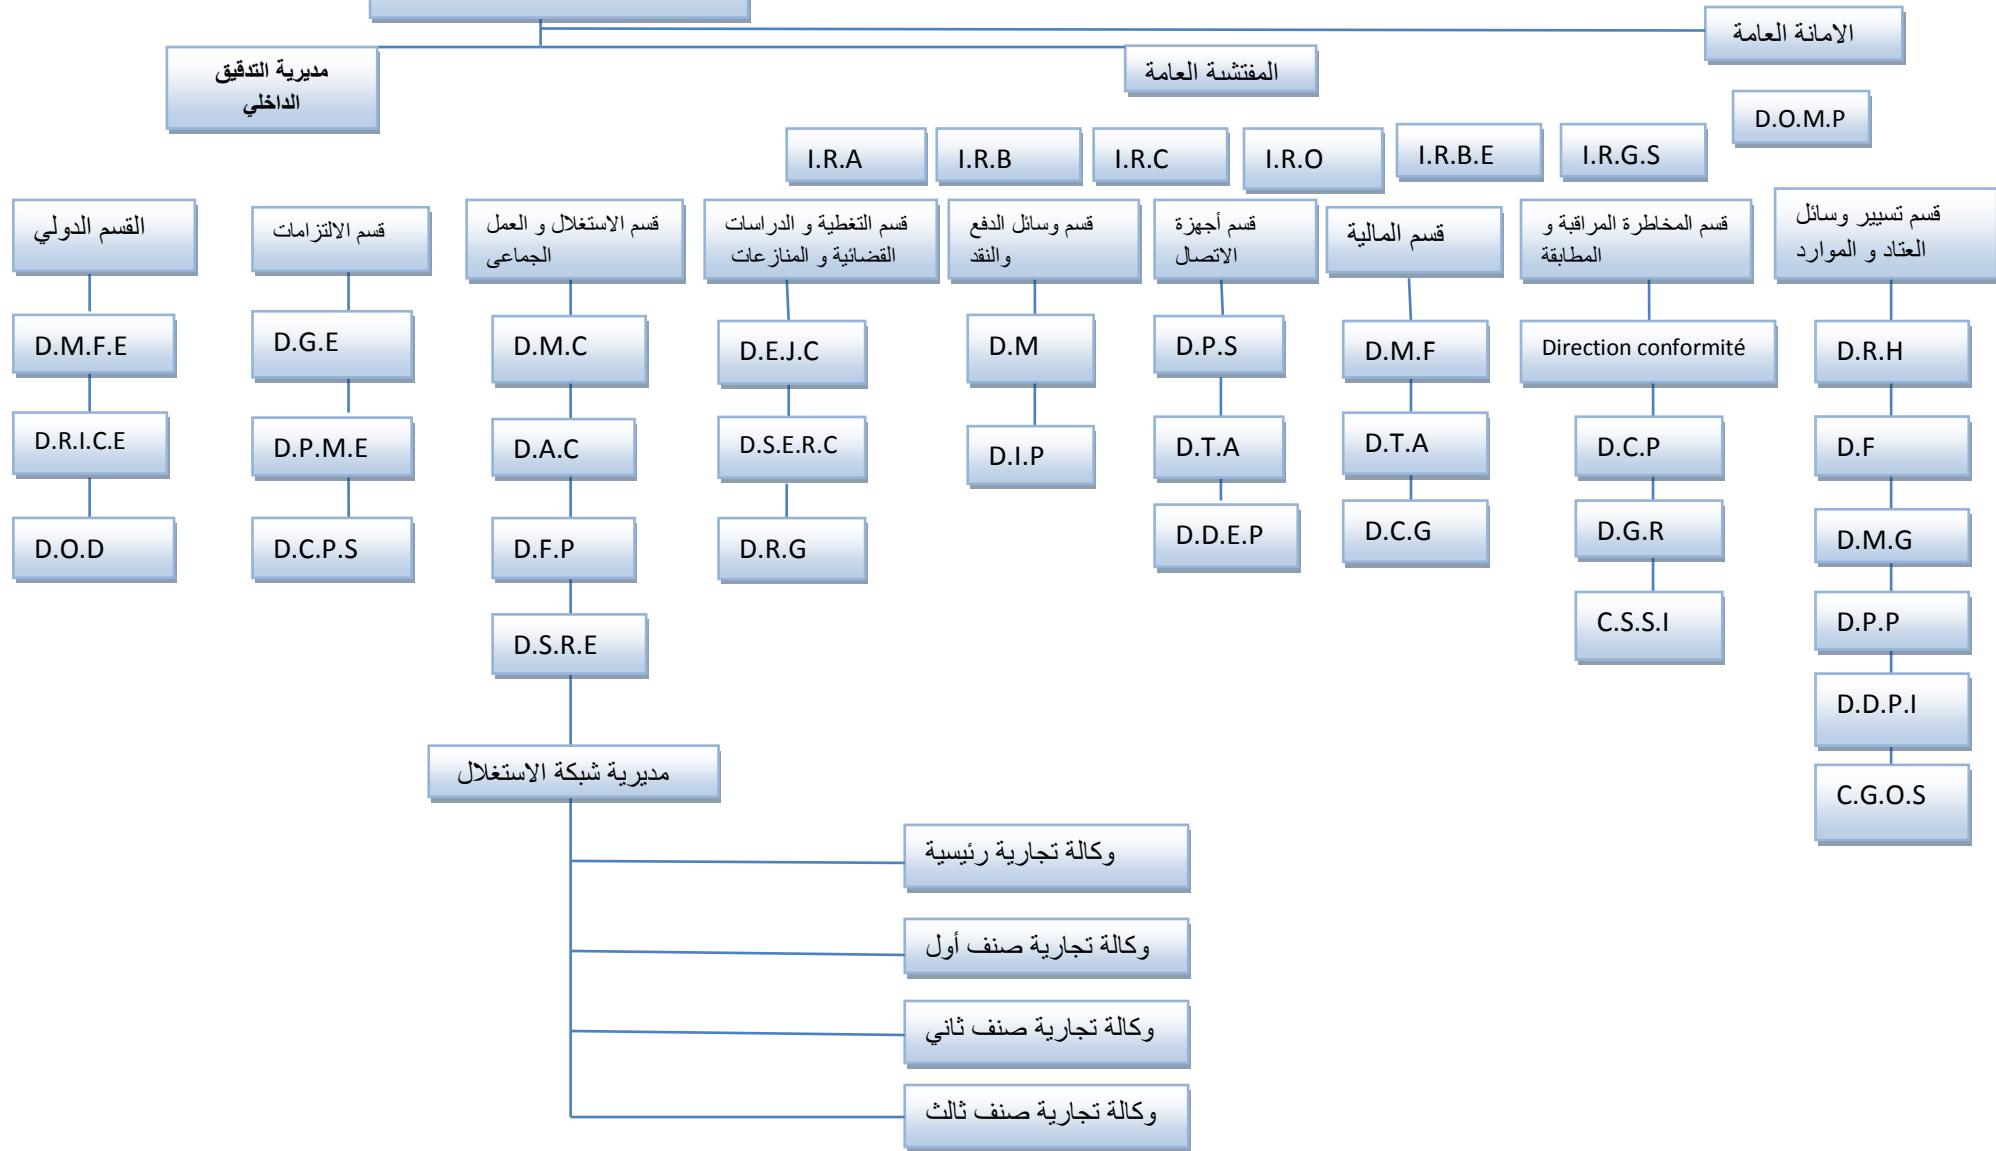 الامانة العامة
مديرية التدقيق
الداخلي
المفتشة العامة
D.O.M.P
I.R.A
I.R.B
I.R.C
I.R.O
I.R.B.E
I.R.G.S
القسم الدولي
قسم الالتزامات
قسم الاستغلال و العمل
الجماعى
قسم التغطية و الدراسات
القضائية و المنازعات
قسم وسائل الدفع
والنقد
قسم أجهزة
الاتصال
قسم المالية
قسم المخاطرة المراقبة و
المطابقة
قسم تسيير وسائل
العتاد و الموارد
D.M.F.E
D.G.E
D.M.C
D.E.J.C
D.M
D.P.S
D.M.F
Direction conformité
D.R.H
D.R.I.C.E
D.P.M.E
D.A.C
D.S.E.R.C
D.I.P
D.T.A
D.T.A
D.C.P
D.F
D.O.D
D.C.P.S
D.F.P
D.R.G
D.D.E.P
D.C.G
D.G.R
D.M.G
D.S.R.E
C.S.S.I
D.P.P
D.D.P.I
مديرية شبكة الاستغلال
C.G.O.S
وكالة تجارية رئيسية
وكالة تجارية صنف أول
وكالة تجارية صنف ثاني
وكالة تجارية صنف ثالث